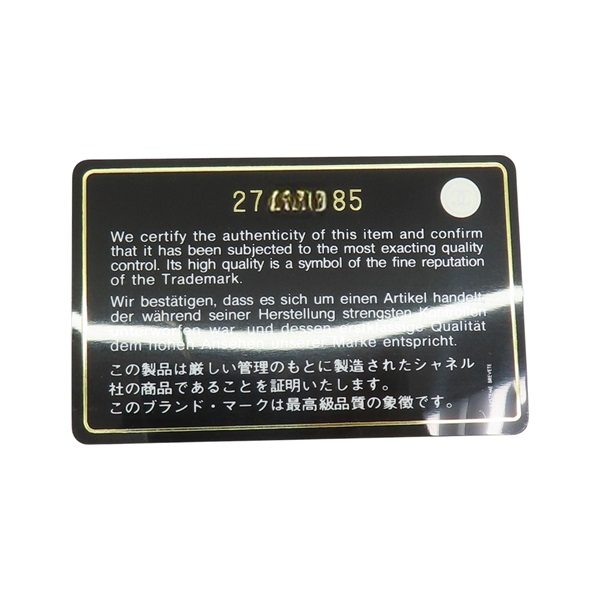 27 85
We certify the authenticity of this item and confirm
that it has been subjected to the most exacting quality
control. Its high quality is a symbol of the fine reputation
of the Trademark.
Wir bestätigen, dass es sich um einen Artikel handelt,
der während seiner Herstellung strengsten
war, und dessen Qualität
dem hohen unserer Marke entspricht.
この製品は厳しい管理のもとに製造されたシャネル
社の商品であることを証明いたします。
このブランド・マークは最高級品質の象徴です。